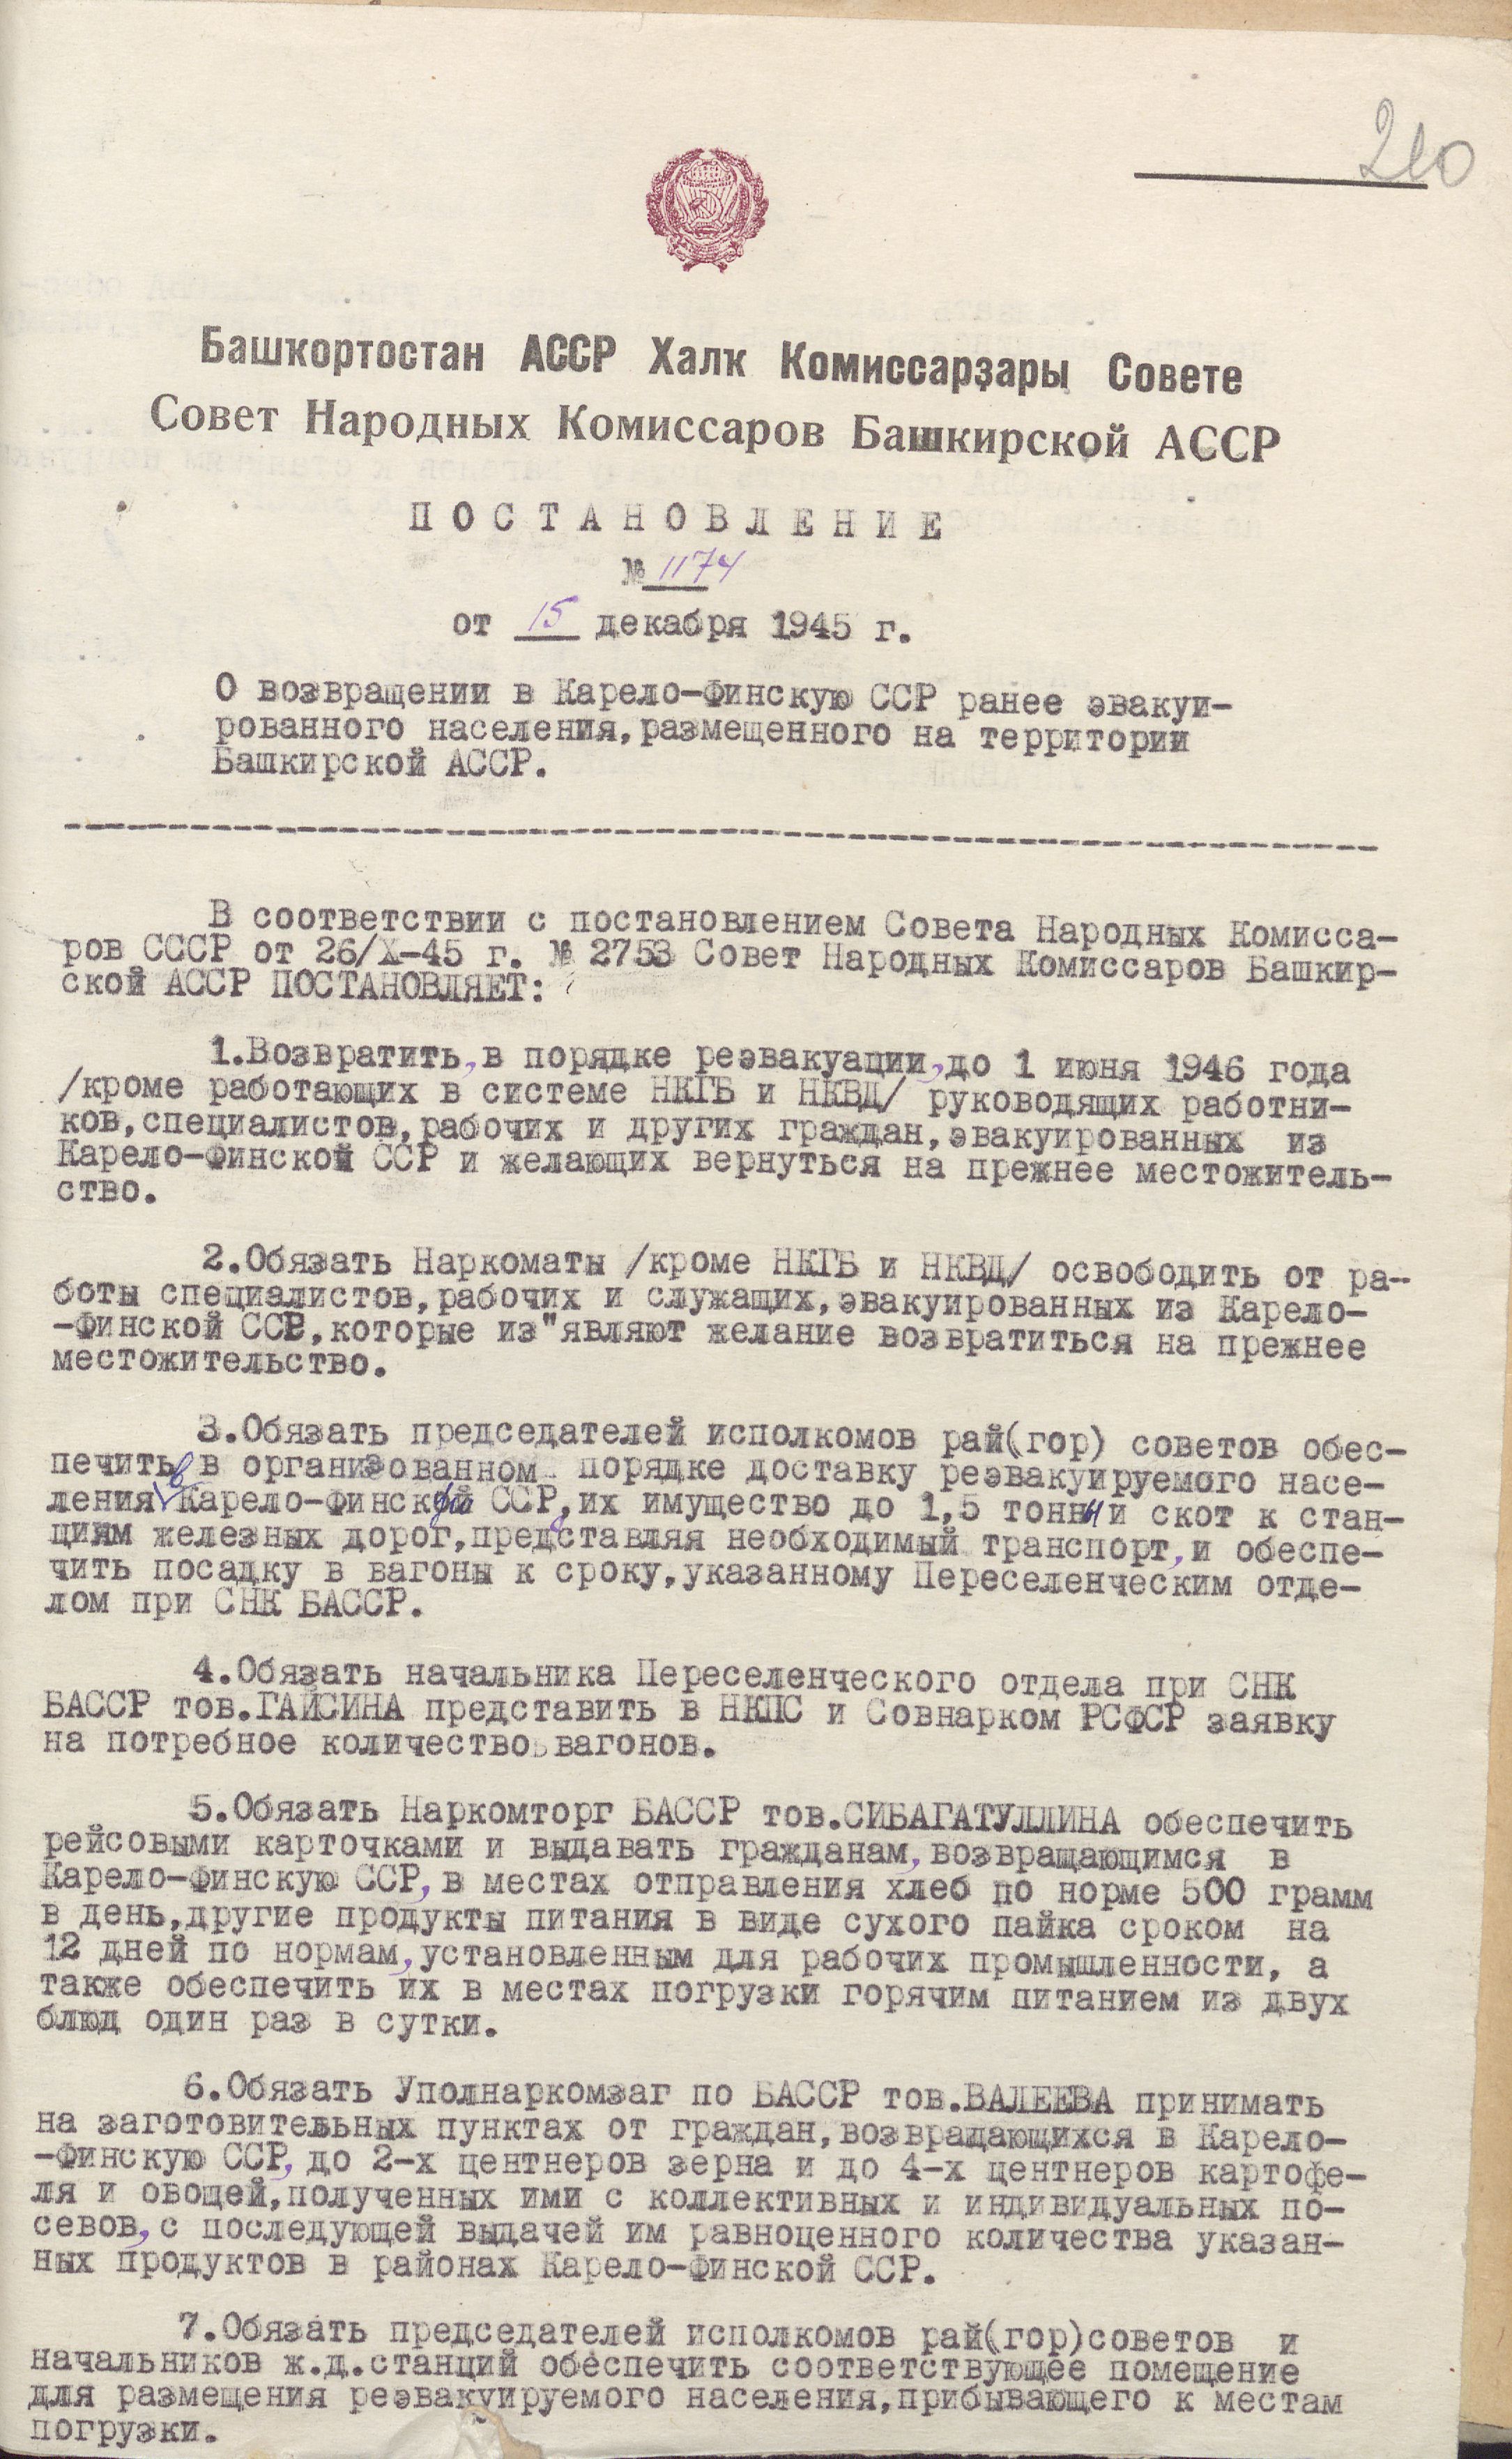 210
Башкортостан АССР Халк Комиссарҙары Совете
Совет Народных Комиссаров Башкирской АССР
ПОСТАНОВЛЕНИЕ
№ 1174
от 15 декабря 1945 г.
О возвращении в Карело-Финскую ССР ранее эвакуи-
рованного населения,размещенного на территории
Башкирской АССР.
В соответствии с постановлением Совета Народных Комисса-
ров СССР от 26/X-45 г. № 2753 Совет Народных Комиссаров Башкир-
ской АССР ПОСТАНОВЛЯЕТ:
1.Возвратить, в порядке реэвакуации, до 1 июня 1946 года
/кроме работающих в системе НКГБ и НКВД/ руководящих работни-
ков,специалистов,рабочих и других граждан,эвакуированных из
Карело-Финской ССР и желающих вернуться на прежнее местожитель-
ство.
2.Обязать Наркоматы /кроме НКГБ и НКВД/ освободить от ра-
боты специалистов,рабочих и служащих,эвакуированных из Карело-
-Финской ССР,которые из"являют желание возвратиться на прежнее
местожительство.
3.Обязать председателей исполкомов рай(гор) советов обес-
печить в организованном порядке доставку реэвакуируемого насе-
ления в Карело-Финскую ССР, их имущество до 1,5 тонны и скот к стан-
циям железных дорог,представляя необходимый транспорт, и обеспе-
чить посадку в вагоны к сроку,указанному Переселенческим отде-
лом при СНК БАССР.
4.Обязать начальника Переселенческого отдела при СНК
БАССР тов.ГАЙСИНА представить в НКПС и Совнарком РСФСР заявку
на потребное количество вагонов.
5.Обязать Наркомторг БАССР тов.СИБАГАТУЛЛИНА обеспечить
рейсовыми карточками и выдавать гражданам, возвращающимся в
Карело-Финскую ССР, в местах отправления хлеб по норме 500 грамм
в день,другие продукты питания в виде сухого пайка сроком на
12 дней по нормам, установленным для рабочих промышленности, а
также обеспечить их в местах погрузки горячим питанием из двух
блюд один раз в сутки.
6.Обязать Уполнаркомзаг по БАССР тов.ВАЛЕЕВА принимать
на заготовительных пунктах от граждан,возвращающихся в Карело-
-Финскую ССР, до 2-х центнеров зерна и до 4-х центнеров картофе-
ля и овощей,полученных ими с коллективных и индивидуальных по-
севов, с последующей выдачей им равноценного количества указан-
ных продуктов в районах Карело-Финской ССР.
7.Обязать председателей исполкомов рай(гор)советов и
начальников ж.д.станций обеспечить соответствующее помещение
для размещения реэвакуируемого населения,прибывающего к местам
погрузки.